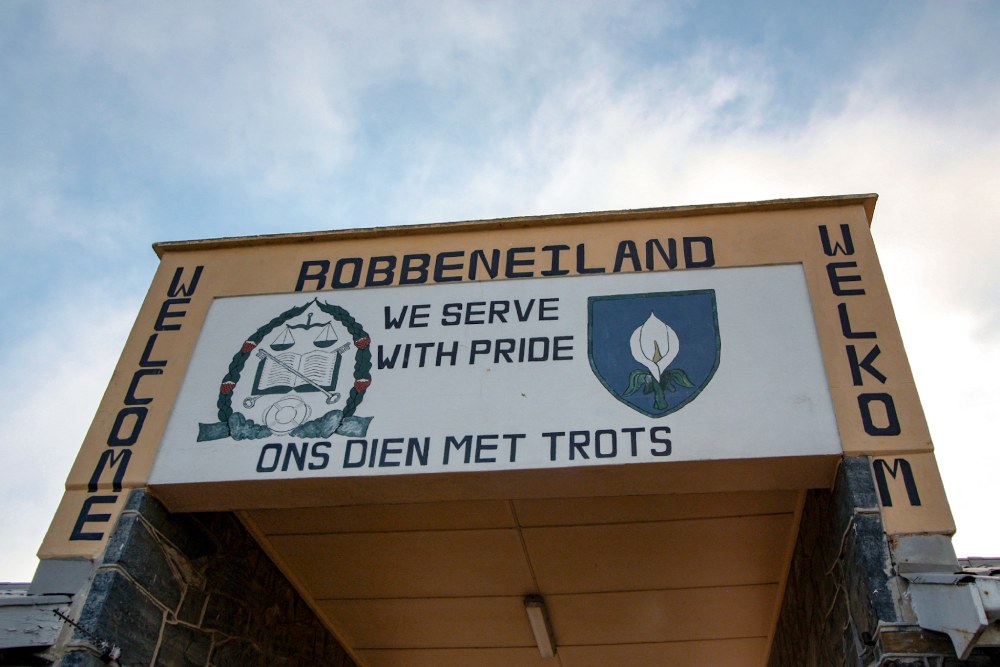 ROBBENEILAND
WELCOME
WE SERVE
WITH PRIDE
ONS DIEN MET TROTS
WELKOM